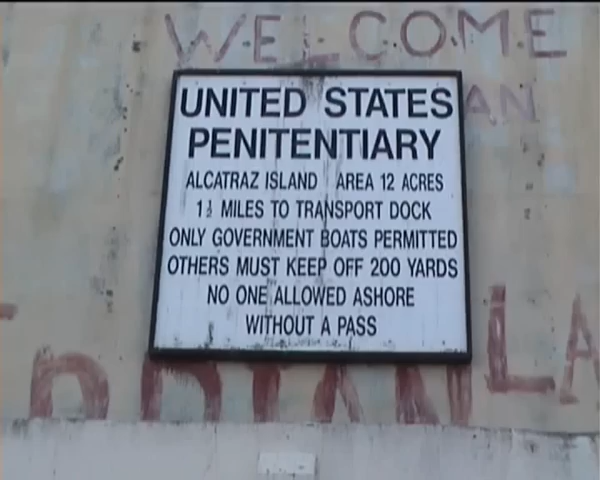 WELCOME
UNITED STATES
PENITENTIARY
ALCATRAZ ISLAND AREA 12 ACRES
1½ MILES TO TRANSPORT DOCK
ONLY GOVERNMENT BOATS PERMITTED
OTHERS MUST KEEP OFF 200 YARDS
NO ONE ALLOWED ASHORE
WITHOUT A PASS